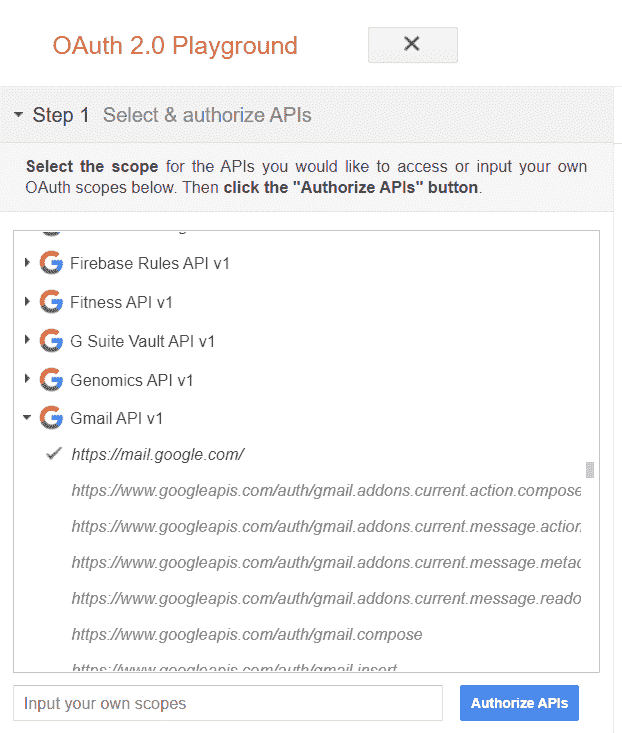 OAuth 2.0 Playground
Step 1 Select & authorize APIs
Select the scope for the APIs you would like to access or input your own
OAuth scopes below. Then click the "Authorize APIs" button.
Firebase Rules API v1
Fitness API v1
G Suite Vault API v1
Genomics API v1
Gmail API v1
https://mail.google.com/
https://www.googleapis.com/auth/gmail.addons.current.action.compose
https://www.googleapis.com/auth/gmail.addons.current.message.action
https://www.googleapis.com/auth/gmail.addons.current.message.metac
https://www.googleapis.com/auth/gmail.addons.current.message.reado
https://www.googleapis.com/auth/gmail.compose
https://www.googleapis.com/auth/gmail.insert
Input your own scopes
Authorize APIs